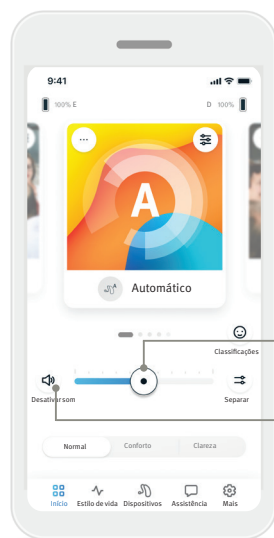 9:41
100% E
D 100%
A
Automático
Classificações
Desativar som
Separar
Normal
Conforto
Clareza
Início
Estilo de vida
Dispositivos
Assistência
Mais